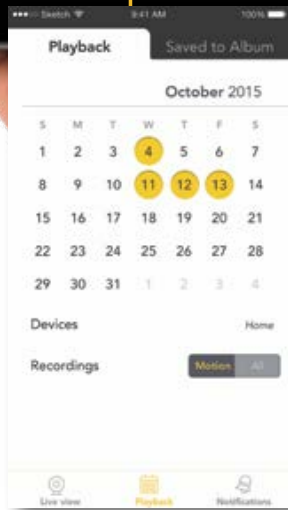 Sketch 9:41 AM 100%
Playback Saved to Album
October 2015
S M T W T F S
1 2 3 4 5 6 7
8 9 10 11 12 13 14
15 16 17 18 19 20 21
22 23 24 25 26 27 28
29 30 31 1 2 3 4
Devices Home
Recordings Motion All
Live view Playback Notifications